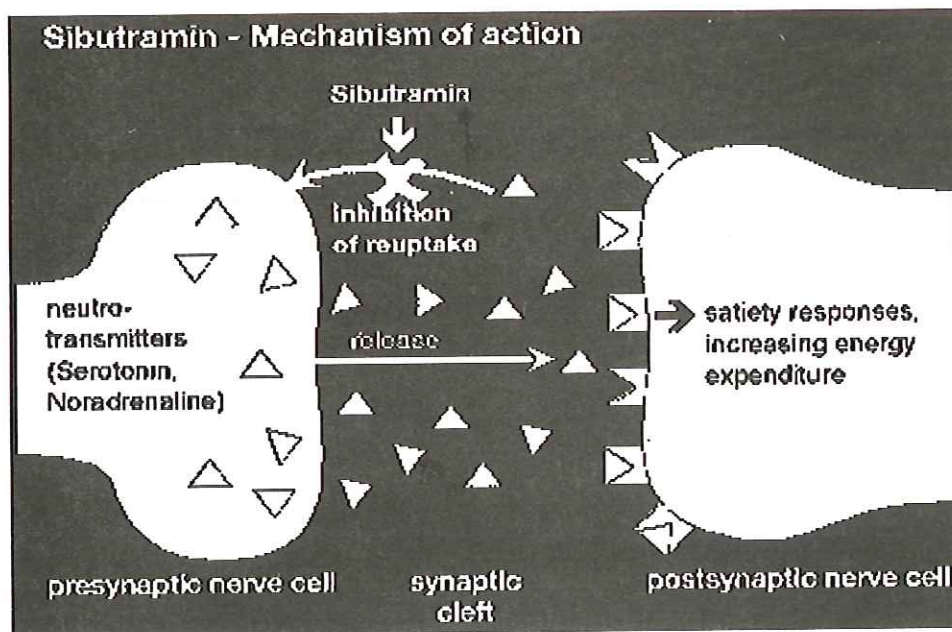 Sibutramin - Mechanism of action
Sibutramin
inhibition
of reuptake
neutro-
transmitters
(Serotonin,
Noradrenaline)
release
satiety responses,
increasing energy
expenditure
presynaptic nerve cell
synaptic
cleft
postsynaptic nerve cell